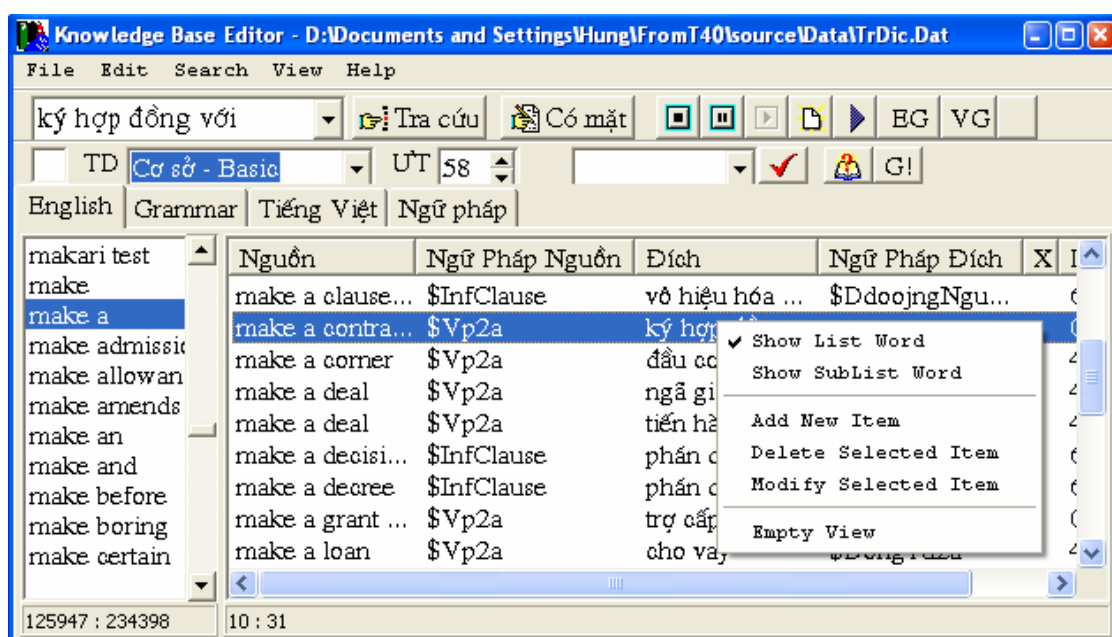 Knowledge Base Editor - D:\Documents and Settings\Hung\FromT40\source\Data\TrDic.Dat
File Edit Search View Help
ký hợp đồng với Tra cứu Có mặt EG VG
TD Cơ sở - Basic ƯT 58 G!
English Grammar Tiếng Việt Ngữ pháp
makari test
make
make a
make admissi
make allowan
make amends
make an
make and
make before
make boring
make certain
Nguồn Ngữ Pháp Nguồn Đích Ngữ Pháp Đích X
make a clause... $InfClause vô hiệu hóa ... $DdoojngNgu...
make a contra... $Vp2a ký hợp
make a corner $Vp2a đầu cơ
make a deal $Vp2a ngã gi
make a deal $Vp2a tiến hà
make a decisi... $InfClause phán
make a decree $InfClause phán
make a grant ... $Vp2a trợ cấp
make a loan $Vp2a cho vay
Show List Word
Show SubList Word
Add New Item
Delete Selected Item
Modify Selected Item
Empty View
125947 : 234398 10 : 31